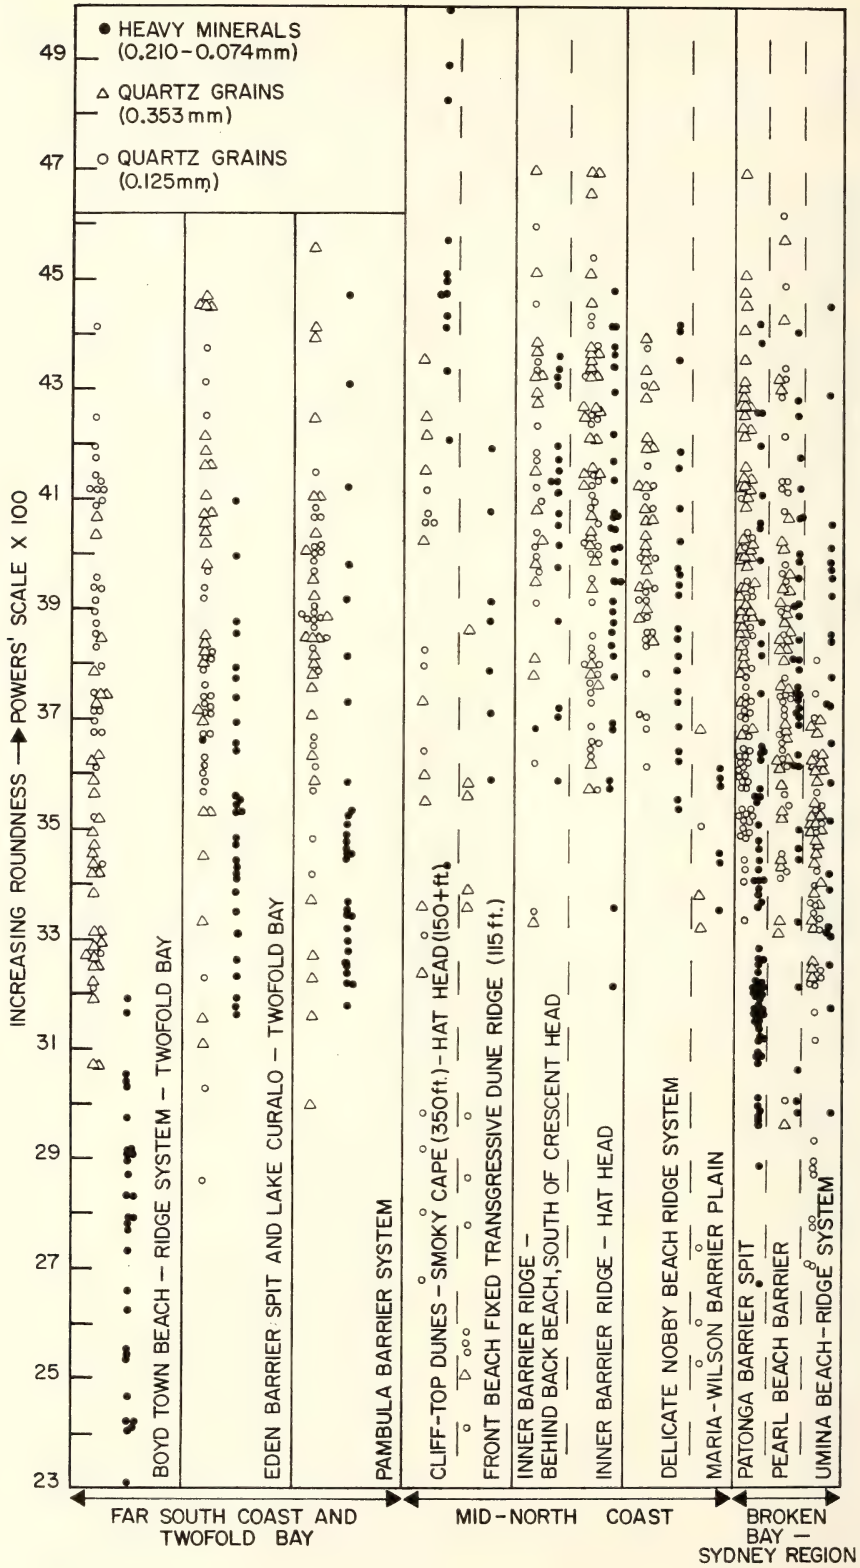 ● HEAVY MINERALS
(0.210-0.074mm)
△ QUARTZ GRAINS
(0.353mm)
○ QUARTZ GRAINS
(0.125mm)
INCREASING ROUNDNESS → POWERS' SCALE X 100
49
47
45
43
41
39
37
35
33
31
29
27
25
23
BOYD TOWN BEACH – RIDGE SYSTEM – TWOFOLD BAY
EDEN BARRIER SPIT AND LAKE CURALO – TWOFOLD BAY
PAMBULA BARRIER SYSTEM
CLIFF-TOP DUNES – SMOKY CAPE (350ft.) – HAT HEAD (150+ft.)
FRONT BEACH FIXED TRANSGRESSIVE DUNE RIDGE (115ft.)
INNER BARRIER RIDGE –
BEHIND BACK BEACH, SOUTH OF CRESCENT HEAD
INNER BARRIER RIDGE – HAT HEAD
DELICATE NOBBY BEACH RIDGE SYSTEM
MARIA-WILSON BARRIER PLAIN
PATONGA BARRIER SPIT
PEARL BEACH BARRIER
UMINA BEACH-RIDGE SYSTEM
FAR SOUTH COAST AND
TWOFOLD BAY
MID-NORTH COAST
BROKEN
BAY –
SYDNEY REGION